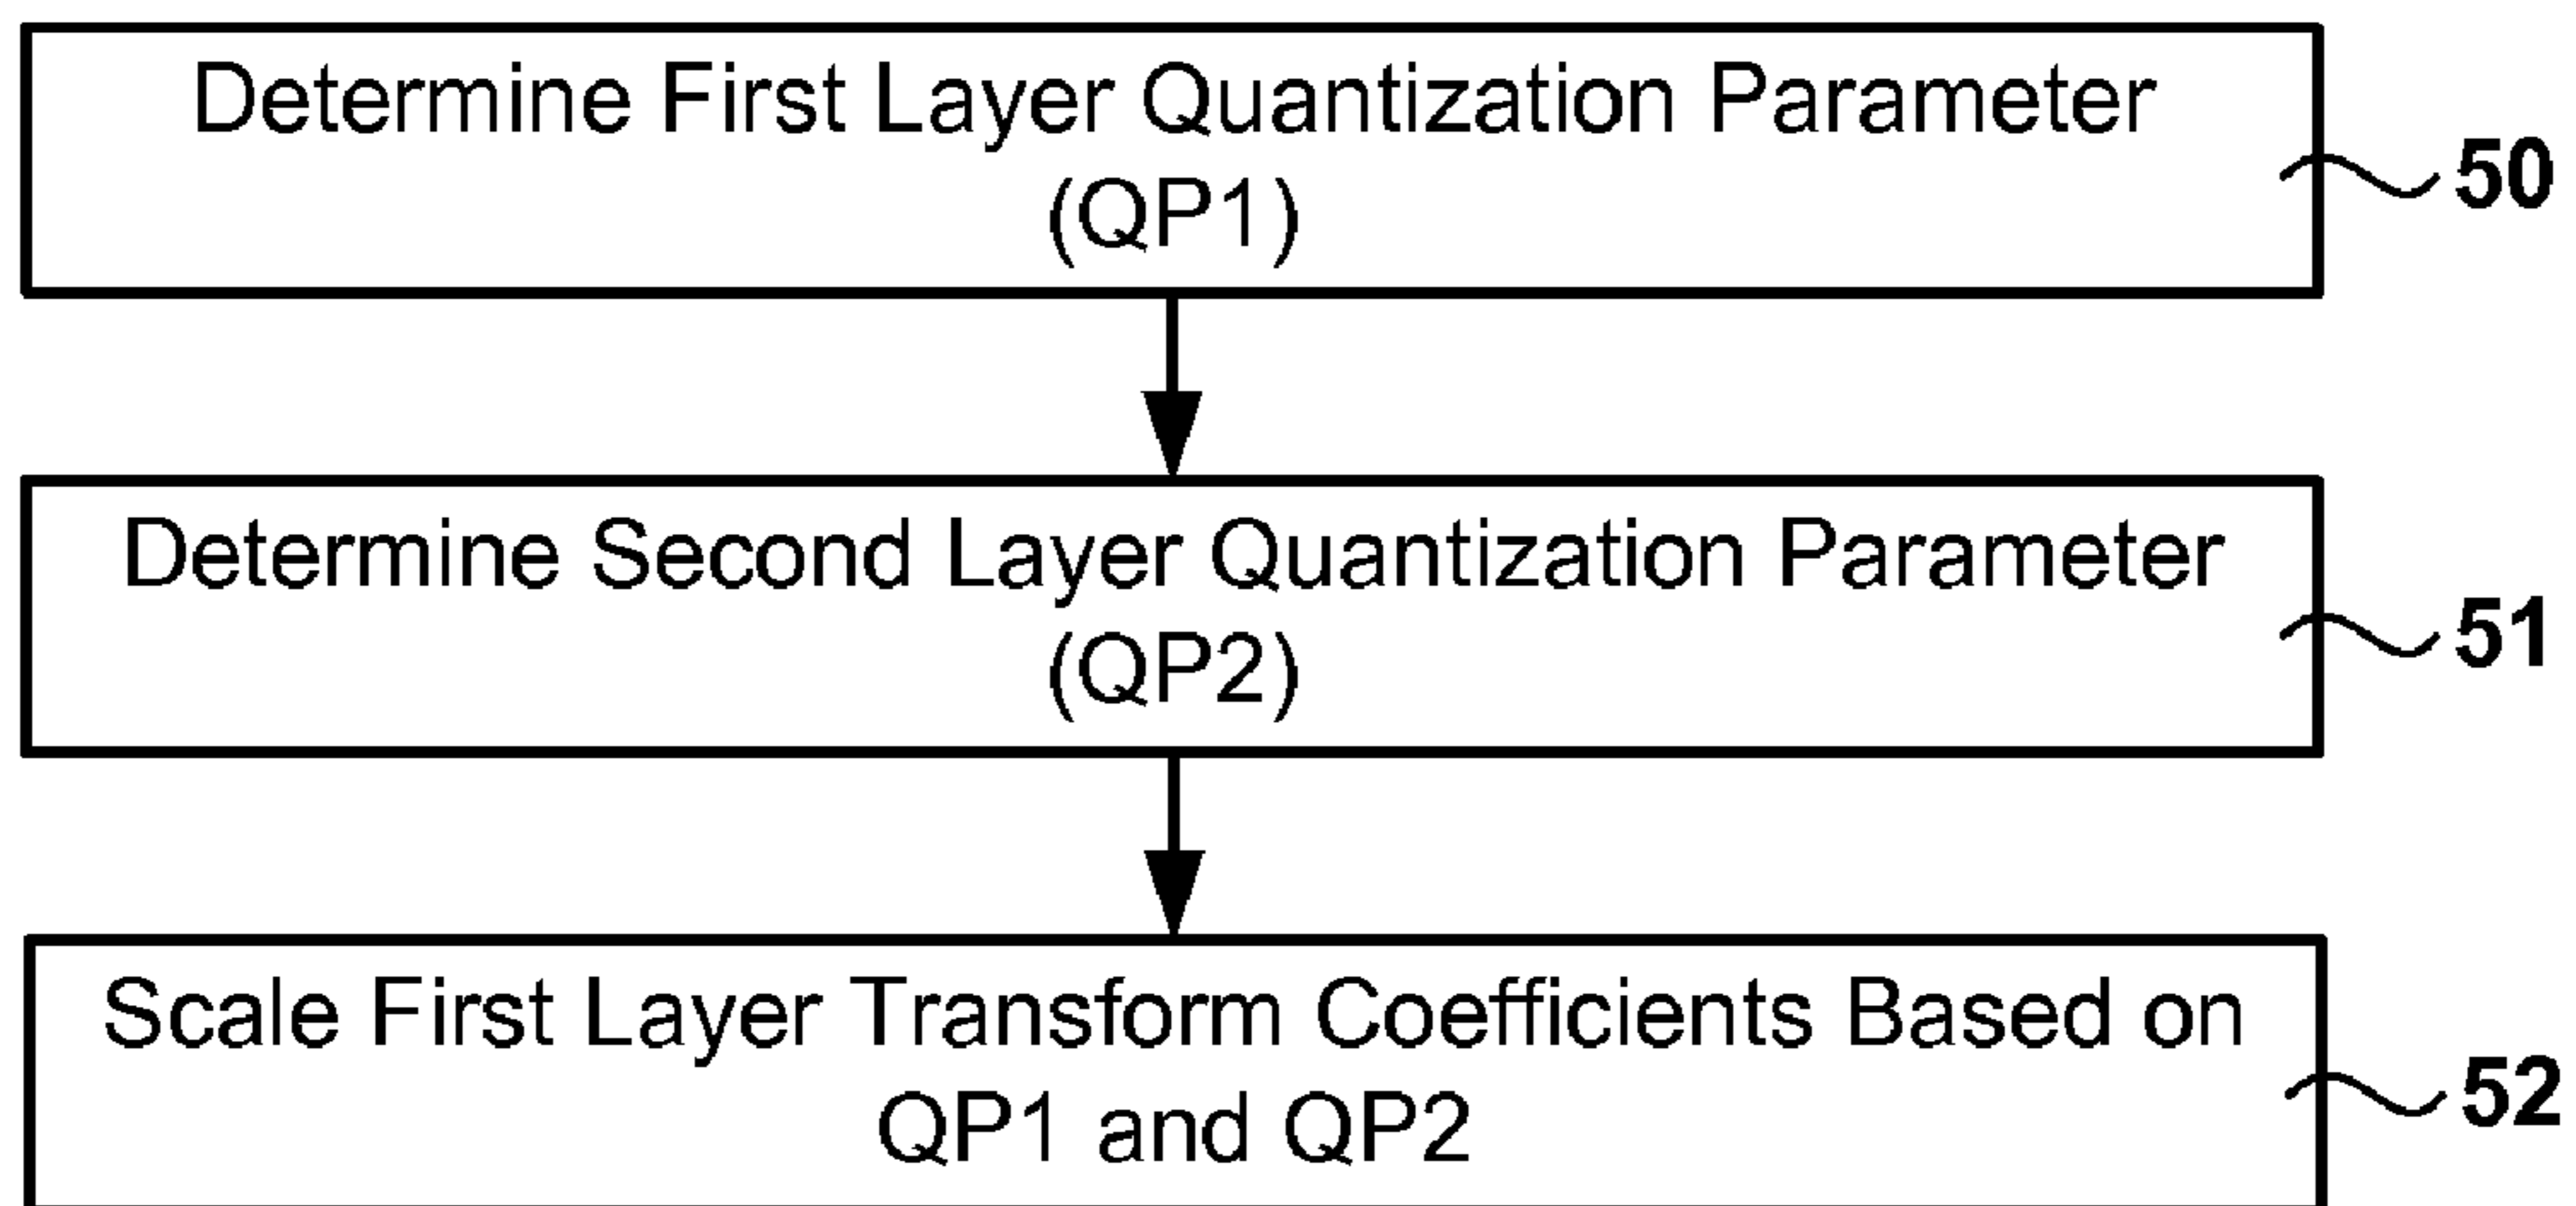 Determine First Layer Quantization Parameter
(QP1)
50
Determine Second Layer Quantization Parameter
(QP2)
51
Scale First Layer Transform Coefficients Based on
QP1 and QP2
52